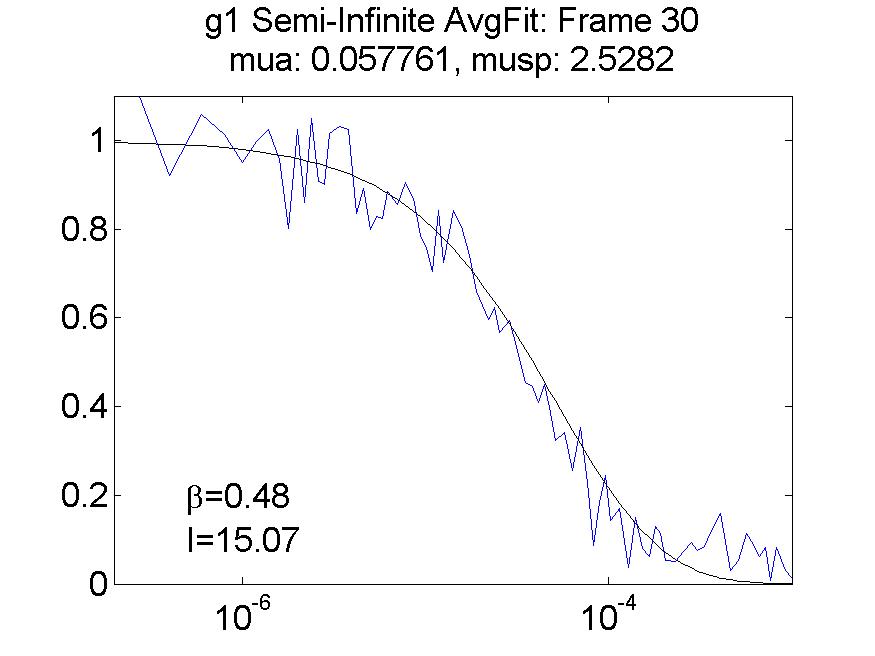 g1 Semi-Infinite AvgFit: Frame 30
mua: 0.057761, musp: 2.5282
1
0.8
0.6
0.4
0.2
0
β=0.48
I=15.07
10^-6
10^-4